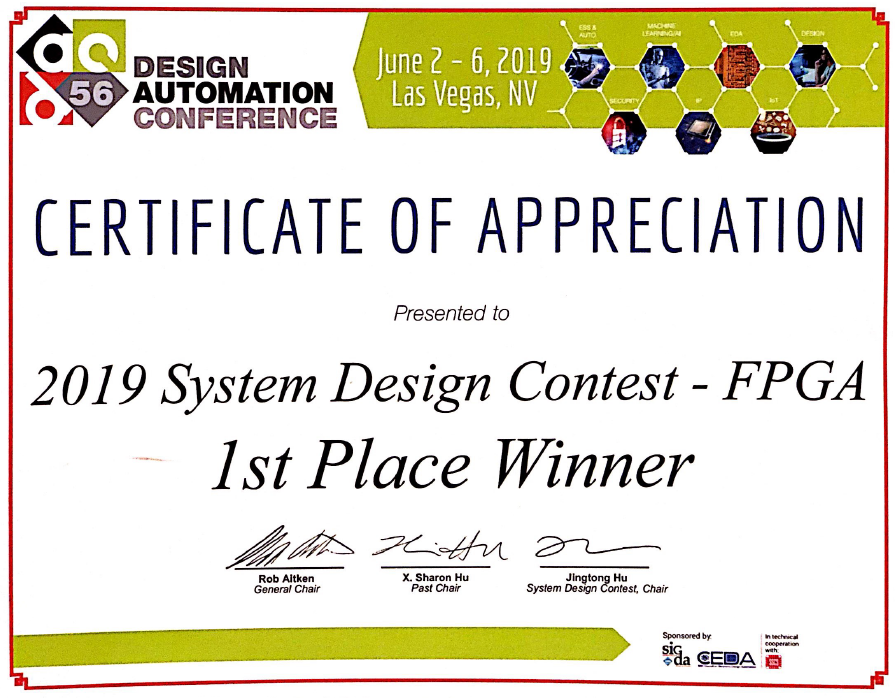 56
DESIGN
AUTOMATION
CONFERENCE
June 2 – 6, 2019
Las Vegas, NV
ESS &
AUTO
MACHINE
LEARNING/AI
EDA
DESIGN
SECURITY
IP
IoT
CERTIFICATE OF APPRECIATION
Presented to
2019 System Design Contest - FPGA
1st Place Winner
Rob Aitken
General Chair
X. Sharon Hu
Past Chair
Jingtong Hu
System Design Contest, Chair
Sponsored by:
sig
da
CEDA
In technical
cooperation
with: